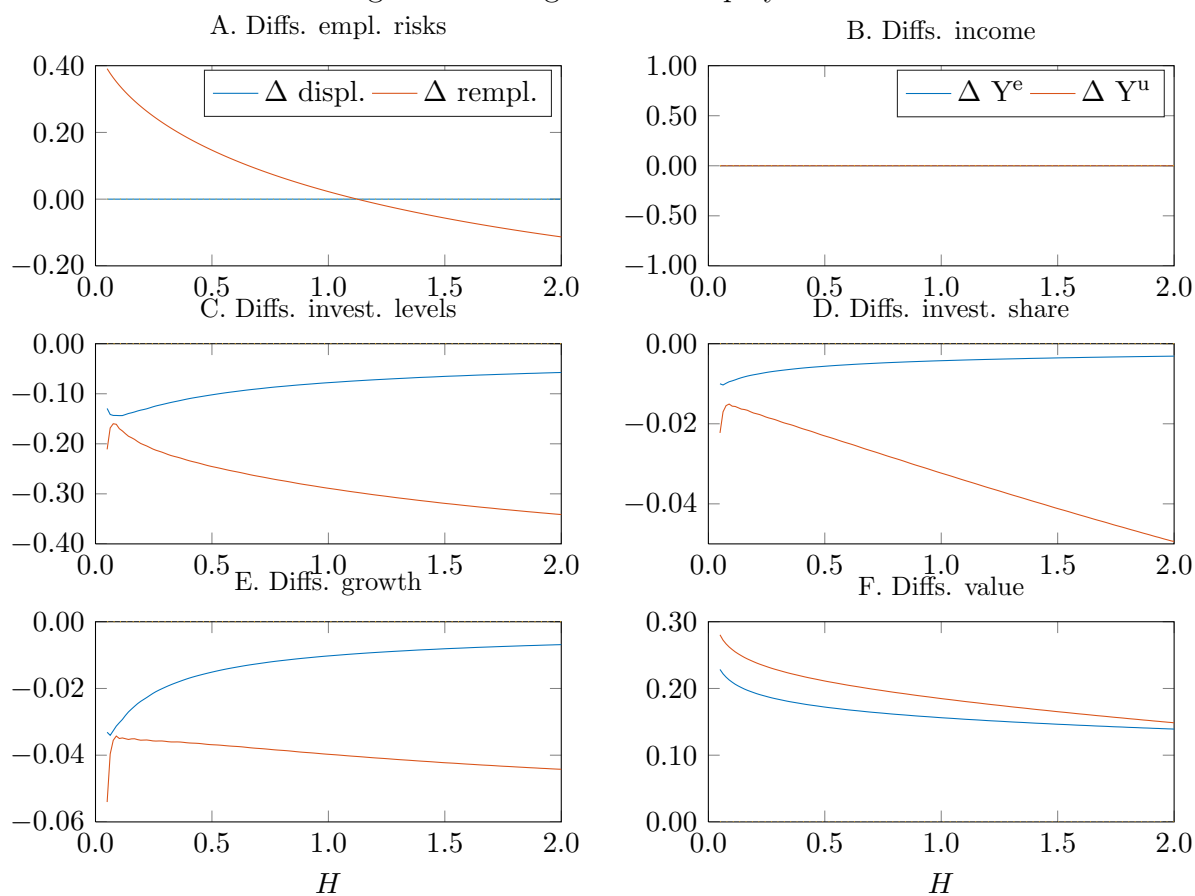 A. Diffs. empl. risks
0.40
0.20
0.00
−0.20
0.0 0.5 1.0 1.5 2.0
Δ displ. Δ rempl.
B. Diffs. income
1.00
0.50
0.00
−0.50
−1.00
0.0 0.5 1.0 1.5 2.0
Δ Yᵉ Δ Yᵘ
C. Diffs. invest. levels
0.00
−0.10
−0.20
−0.30
−0.40
0.0 0.5 1.0 1.5 2.0
D. Diffs. invest. share
0.00
−0.02
−0.04
0.0 0.5 1.0 1.5 2.0
E. Diffs. growth
0.00
−0.02
−0.04
−0.06
0.0 0.5 1.0 1.5 2.0
H
F. Diffs. value
0.30
0.20
0.10
0.00
0.0 0.5 1.0 1.5 2.0
H